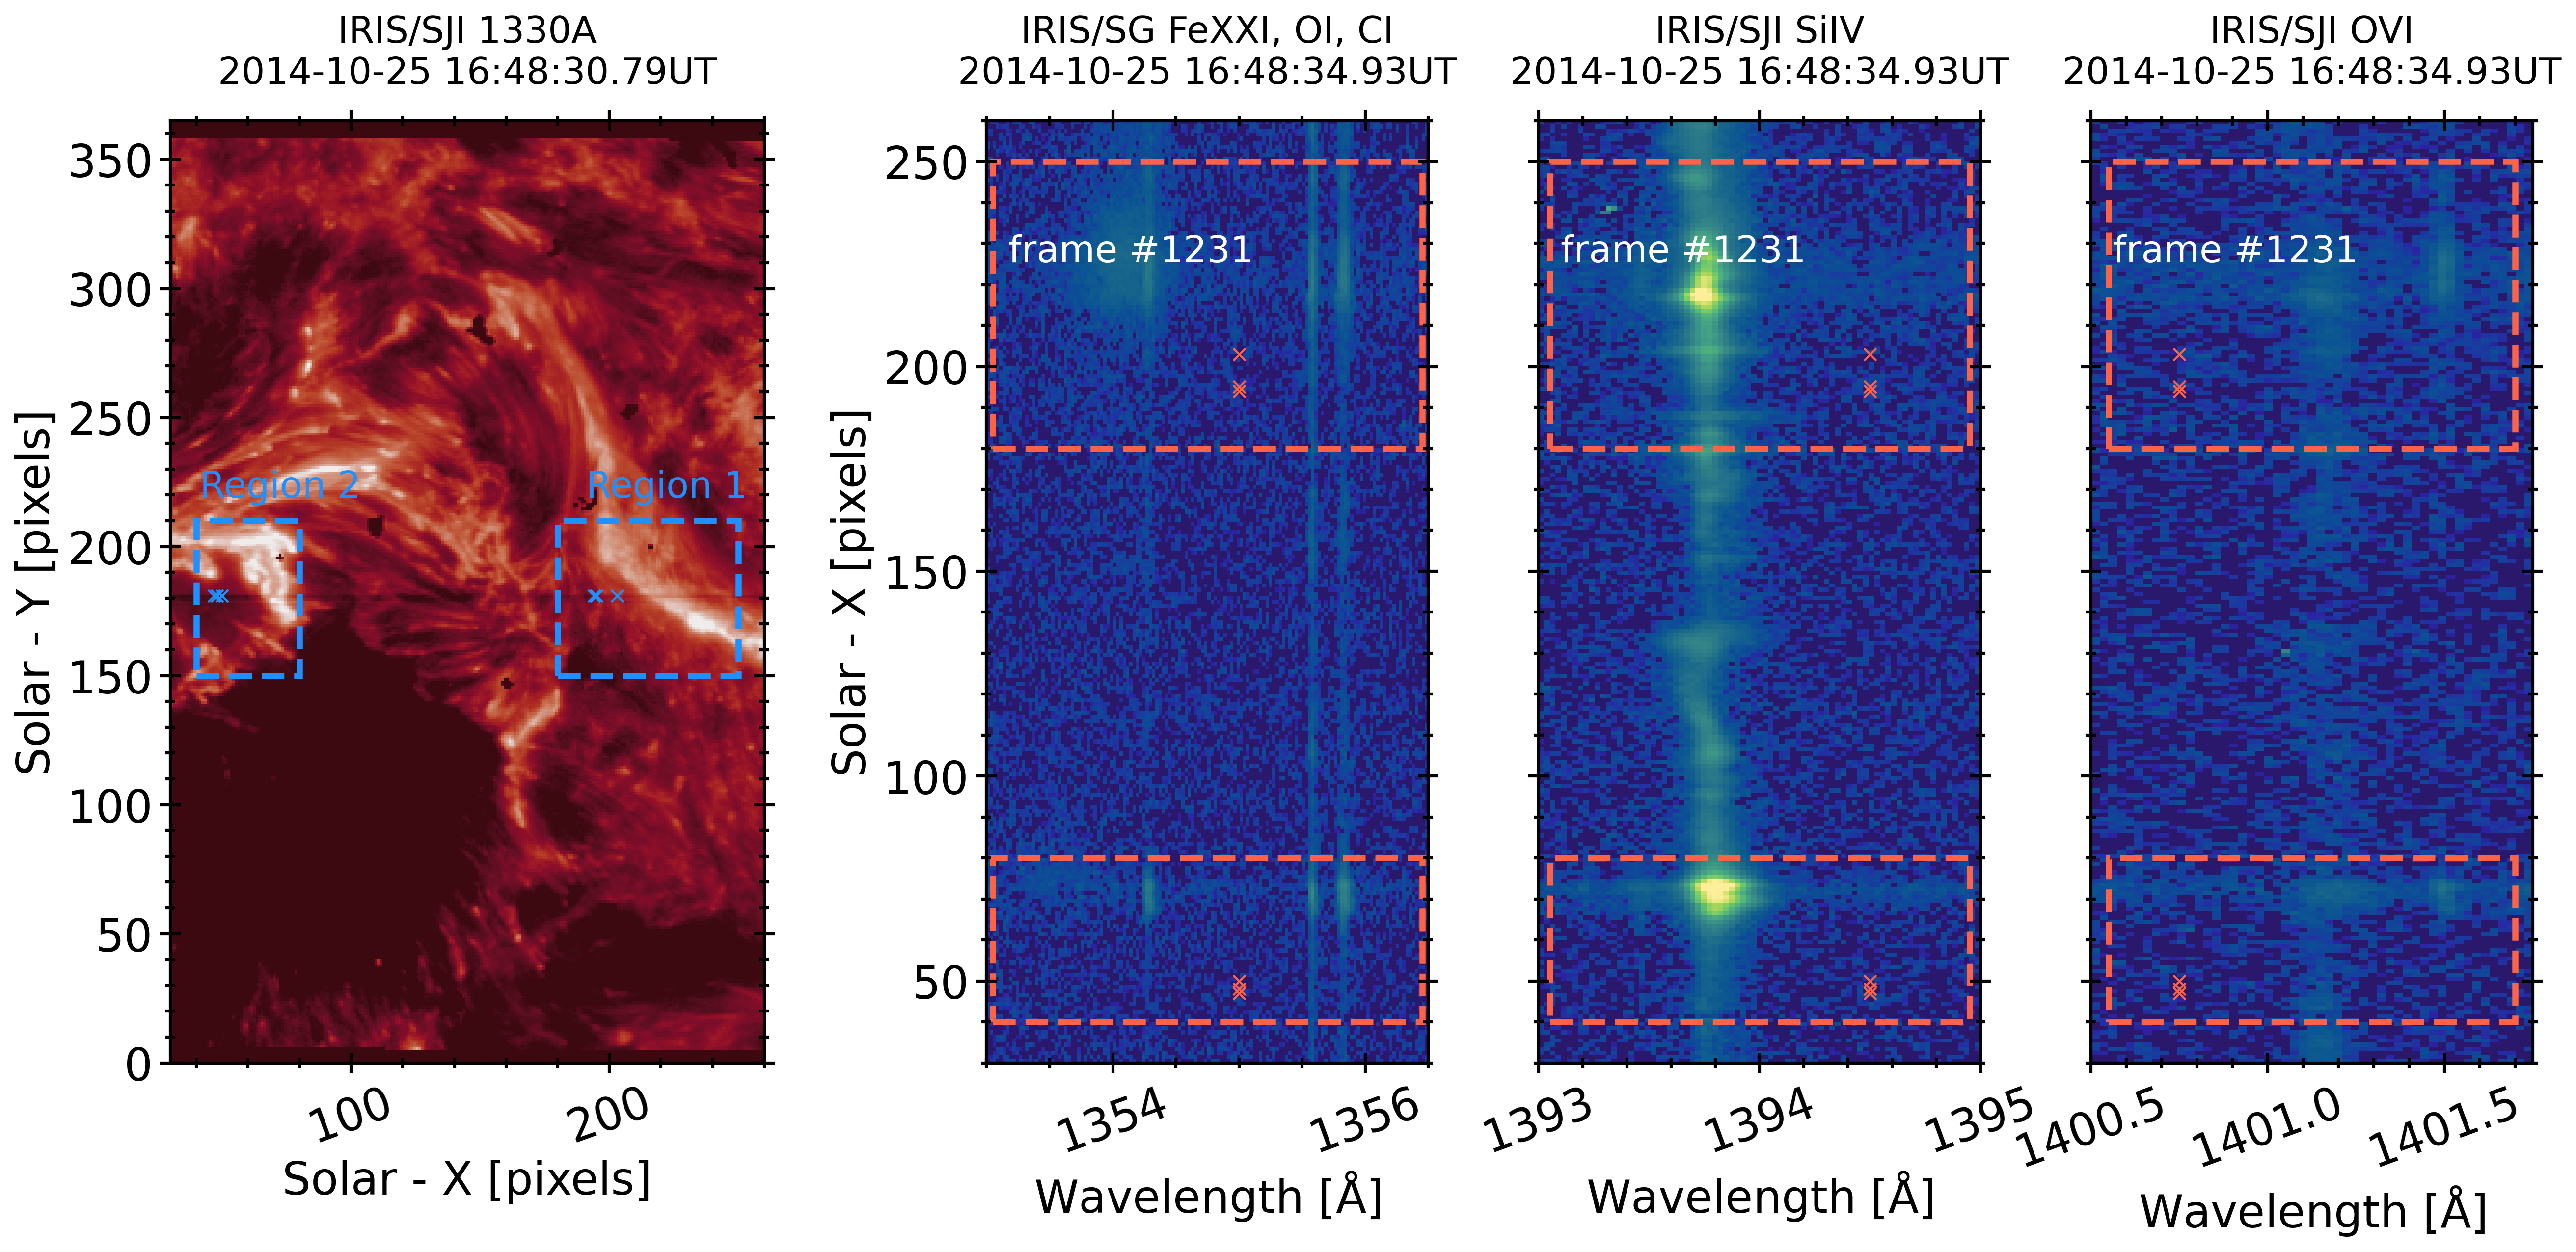 IRIS/SJI 1330A
2014-10-25 16:48:30.79UT
350
300
250
200
150
100
50
0
Solar - Y [pixels]
Region 2
Region 1
100
200
Solar - X [pixels]
IRIS/SG FeXXI, OI, CI
2014-10-25 16:48:34.93UT
250
200
150
100
50
Solar - X [pixels]
frame #1231
1354
1356
Wavelength [Å]
IRIS/SJI SiIV
2014-10-25 16:48:34.93UT
frame #1231
1393
1394
1395
Wavelength [Å]
IRIS/SJI OVI
2014-10-25 16:48:34.93UT
frame #1231
1400.5
1401.0
1401.5
Wavelength [Å]